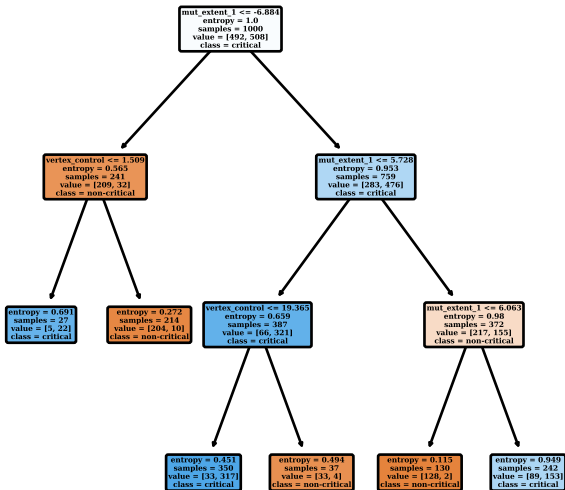 mut_extent_1 <= -6.884
entropy = 1.0
samples = 1000
value = [492, 508]
class = critical
vertex_control <= 1.509
entropy = 0.565
samples = 241
value = [209, 32]
class = non-critical
mut_extent_1 <= 5.728
entropy = 0.953
samples = 759
value = [283, 476]
class = critical
entropy = 0.691
samples = 27
value = [5, 22]
class = critical
entropy = 0.272
samples = 214
value = [204, 10]
class = non-critical
vertex_control <= 19.365
entropy = 0.659
samples = 387
value = [66, 321]
class = critical
mut_extent_1 <= 6.063
entropy = 0.98
samples = 372
value = [217, 155]
class = non-critical
entropy = 0.451
samples = 350
value = [33, 317]
class = critical
entropy = 0.494
samples = 37
value = [33, 4]
class = non-critical
entropy = 0.115
samples = 130
value = [128, 2]
class = non-critical
entropy = 0.949
samples = 242
value = [89, 153]
class = critical